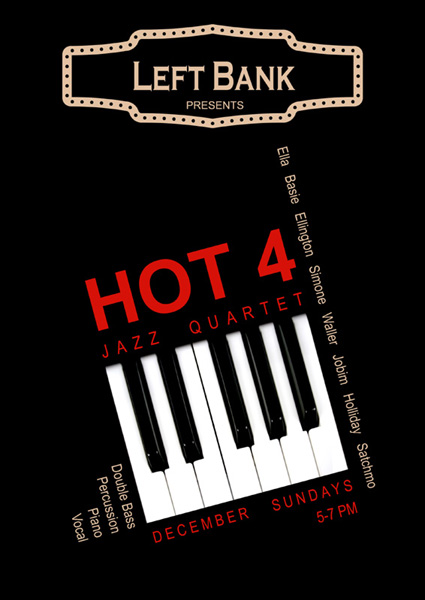 LEFT BANK
PRESENTS
Ella Basie Ellington Simone Waller Jobim Holliday Satchmo
HOT 4
JAZZ QUARTET
Double Bass
Percussion
Piano
Vocal
DECEMBER SUNDAYS
5-7 PM